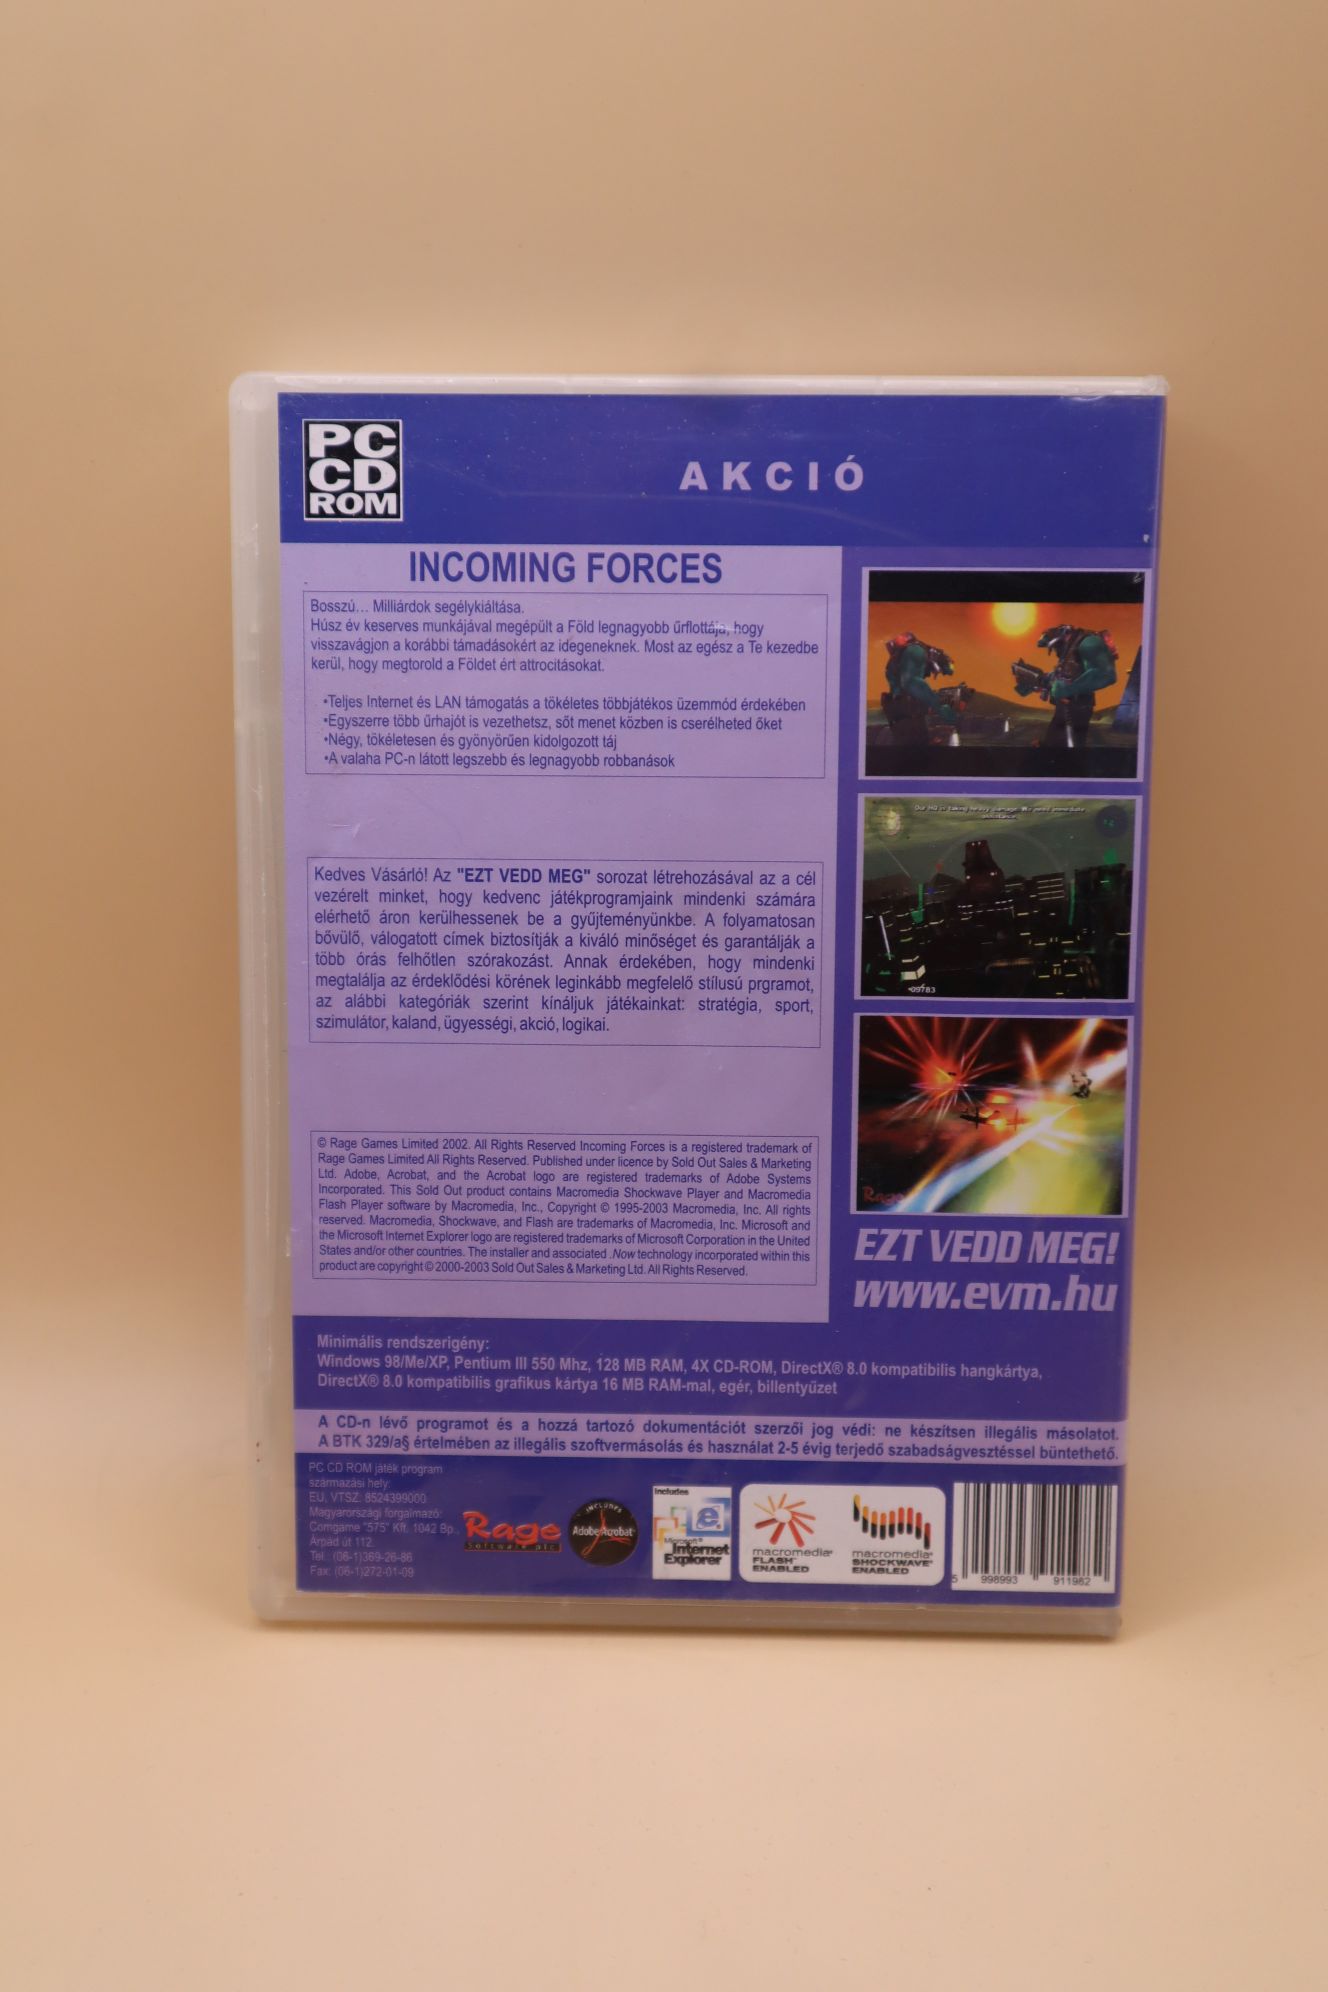 PC
CD
ROM
AKCIÓ
INCOMING FORCES
Bosszú... Milliárdok segélykiáltása.
Húsz év keserves munkájával megépült a Föld legnagyobb űrflottája, hogy
visszavágjon a korábbi támadásokért az idegeneknek. Most az egész a Te kezedbe
kerül, hogy megtorold a Földet ért attrocitásokat.
•Teljes Internet és LAN támogatás a tökéletes többjátékos üzemmód érdekében
•Egyszerre több űrhajót is vezethetsz, sőt menet közben is cserélheted őket
•Négy, tökéletesen és gyönyörűen kidolgozott táj
•A valaha PC-n látott legszebb és legnagyobb robbanások
Kedves Vásárló! Az "EZT VEDD MEG" sorozat létrehozásával az a cél
vezérelt minket, hogy kedvenc játékprogramjaink mindenki számára
elérhető áron kerülhessenek be a gyűjteményünkbe. A folyamatosan
bővülő, válogatott címek biztosítják a kiváló minőséget és garantálják a
több órás felhőtlen szórakozást. Annak érdekében, hogy mindenki
megtalálja az érdeklődési körének leginkább megfelelő stílusú prgramot,
az alábbi kategóriák szerint kínáljuk játékainkat: stratégia, sport,
szimulátor, kaland, ügyességi, akció, logikai.
© Rage Games Limited 2002. All Rights Reserved Incoming Forces is a registered trademark of
Rage Games Limited All Rights Reserved. Published under licence by Sold Out Sales & Marketing
Ltd. Adobe, Acrobat, and the Acrobat logo are registered trademarks of Adobe Systems
Incorporated. This Sold Out product contains Macromedia Shockwave Player and Macromedia
Flash Player software by Macromedia, Inc., Copyright © 1995-2003 Macromedia, Inc. All rights
reserved. Macromedia, Shockwave, and Flash are trademarks of Macromedia, Inc. Microsoft and
the Microsoft Internet Explorer logo are registered trademarks of Microsoft Corporation in the United
States and/or other countries. The installer and associated .Now technology incorporated within this
product are copyright © 2000-2003 Sold Out Sales & Marketing Ltd. All Rights Reserved.
Our HQ is taking heavy damage. We need immediate
assistance.
09783
Rage
EZT VEDD MEG!
www.evm.hu
Minimális rendszerigény:
Windows 98/Me/XP, Pentium III 550 Mhz, 128 MB RAM, 4X CD-ROM, DirectX® 8.0 kompatibilis hangkártya,
DirectX® 8.0 kompatibilis grafikus kártya 16 MB RAM-mal, egér, billentyűzet
A CD-n lévő programot és a hozzá tartozó dokumentációt szerzői jog védi: ne készítsen illegális másolatot.
A BTK 329/a§ értelmében az illegális szoftvermásolás és használat 2-5 évig terjedő szabadságvesztéssel büntethető.
PC CD ROM játék program
származási hely:
EU, VTSZ: 8524399000
Magyarországi forgalmazó:
Comgame "575" Kft. 1042 Bp.,
Árpád út 112.
Tel.: (06-1)369-26-86
Fax: (06-1)272-01-09
Rage
Software plc
INCLUDES
Adobe Acrobat
Includes
Microsoft
Internet
Explorer
macromedia
FLASH
ENABLED
macromedia
SHOCKWAVE
ENABLED
5 998993 911982